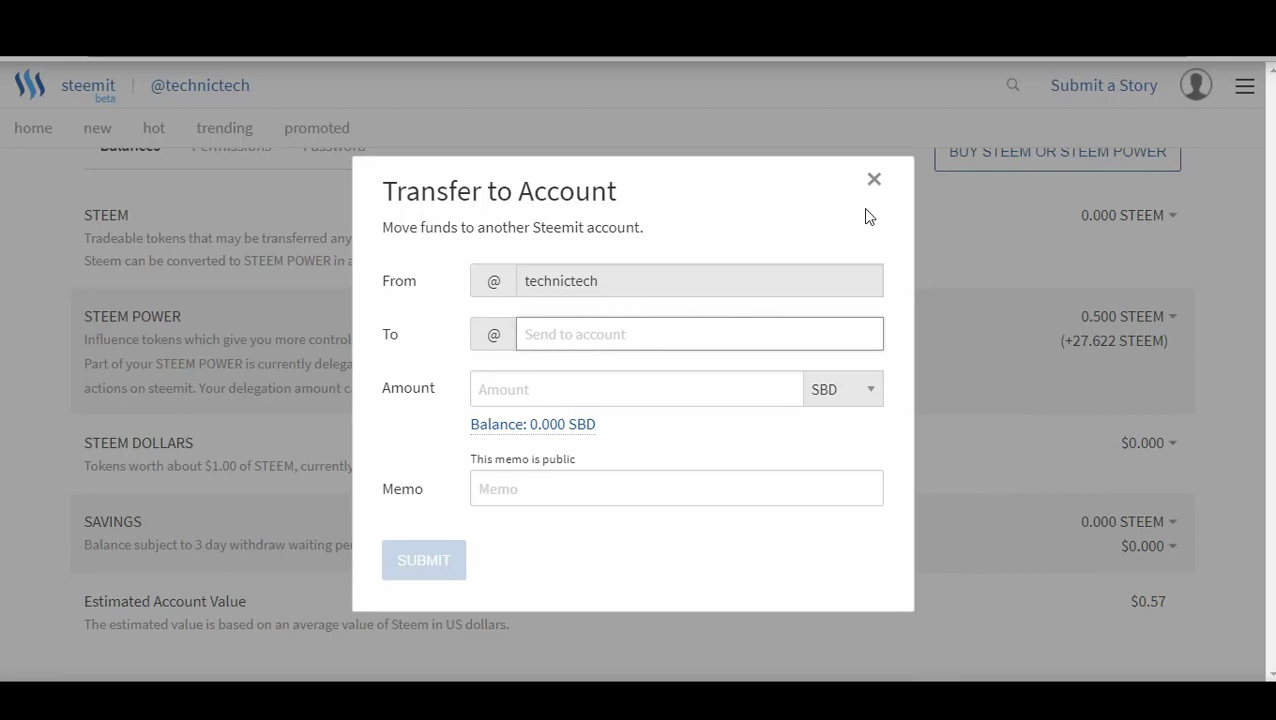 steemit
beta
@technictech
Submit a Story
home
new
hot
trending
promoted
Balances
Permissions
Password
BUY STEEM OR STEEM POWER
STEEM
0.000 STEEM
Tradeable tokens that may be transferred any
Steem can be converted to STEEM POWER in a
STEEM POWER
0.500 STEEM
Influence tokens which give you more control
(+27.622 STEEM)
Part of your STEEM POWER is currently delega
actions on steemit. Your delegation amount ca
STEEM DOLLARS
$0.000
Tokens worth about $1.00 of STEEM, currently
SAVINGS
0.000 STEEM
Balance subject to 3 day withdraw waiting pe
$0.000
Estimated Account Value
$0.57
The estimated value is based on an average value of Steem in US dollars.
Transfer to Account
Move funds to another Steemit account.
From
@
technictech
To
@
Send to account
Amount
Amount
SBD
Balance: 0.000 SBD
This memo is public
Memo
Memo
SUBMIT